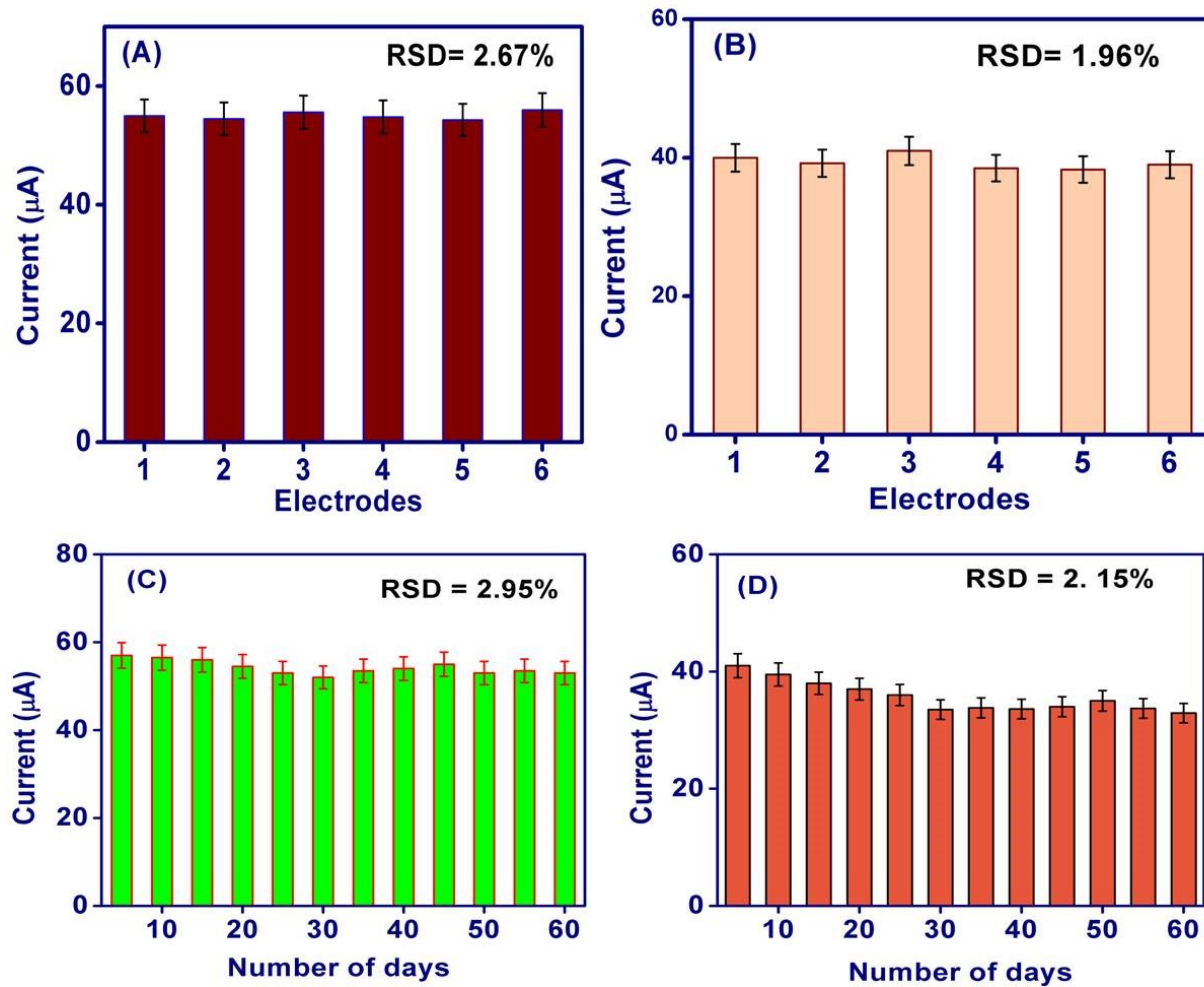 (A)
RSD= 2.67%
60
40
20
0
Current (μA)
1 2 3 4 5 6
Electrodes
(B)
RSD= 1.96%
60
40
20
0
Current (μA)
1 2 3 4 5 6
Electrodes
(C)
RSD = 2.95%
80
60
40
20
0
Current (μA)
10 20 30 40 50 60
Number of days
(D)
RSD = 2. 15%
60
40
20
0
Current (μA)
10 20 30 40 50 60
Number of days